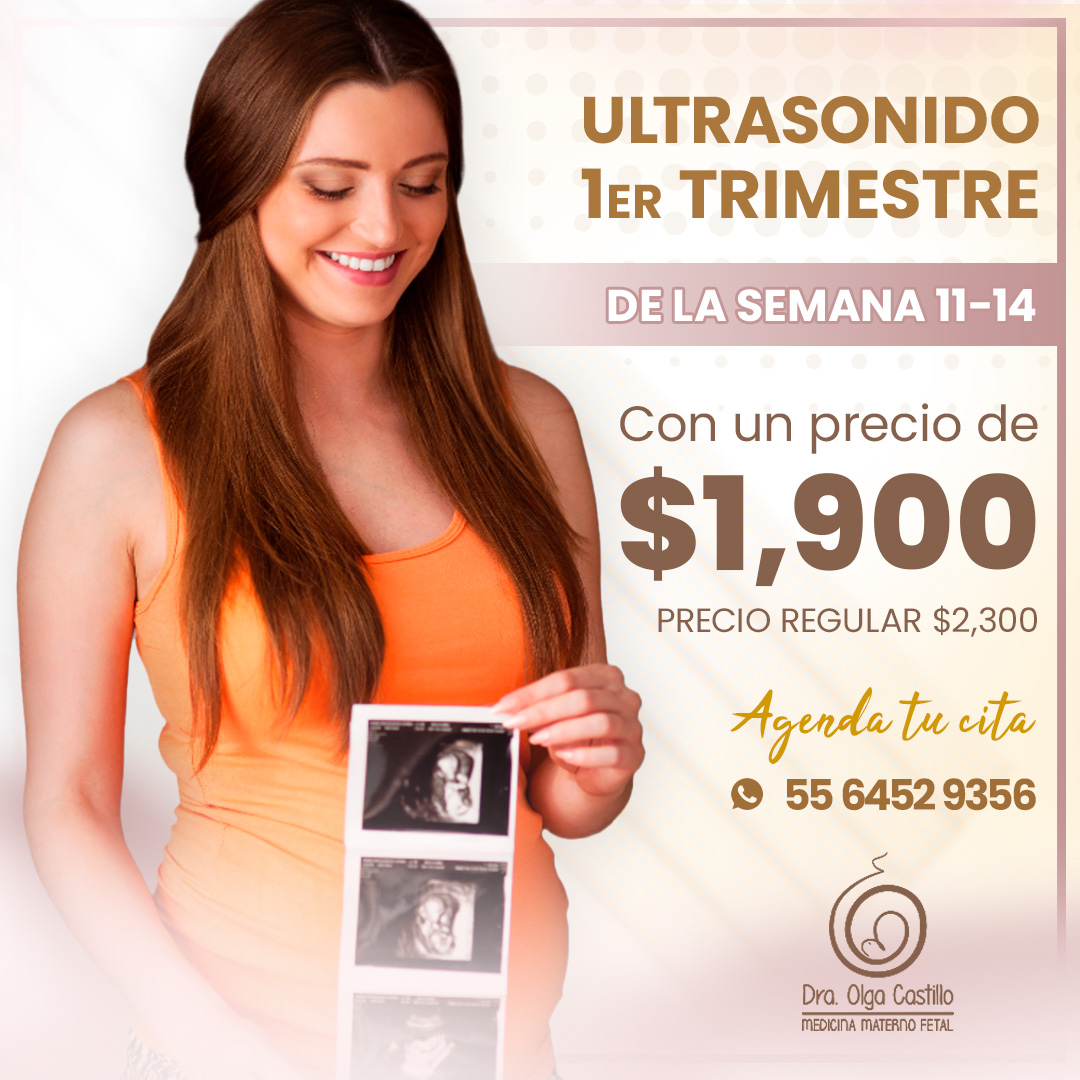 ULTRASONIDO
1ER TRIMESTRE
DE LA SEMANA 11-14
Con un precio de
$1,900
PRECIO REGULAR $2,300
Agenda tu cita
55 6452 9356
Dra. Olga Castillo
MEDICINA MATERNO FETAL